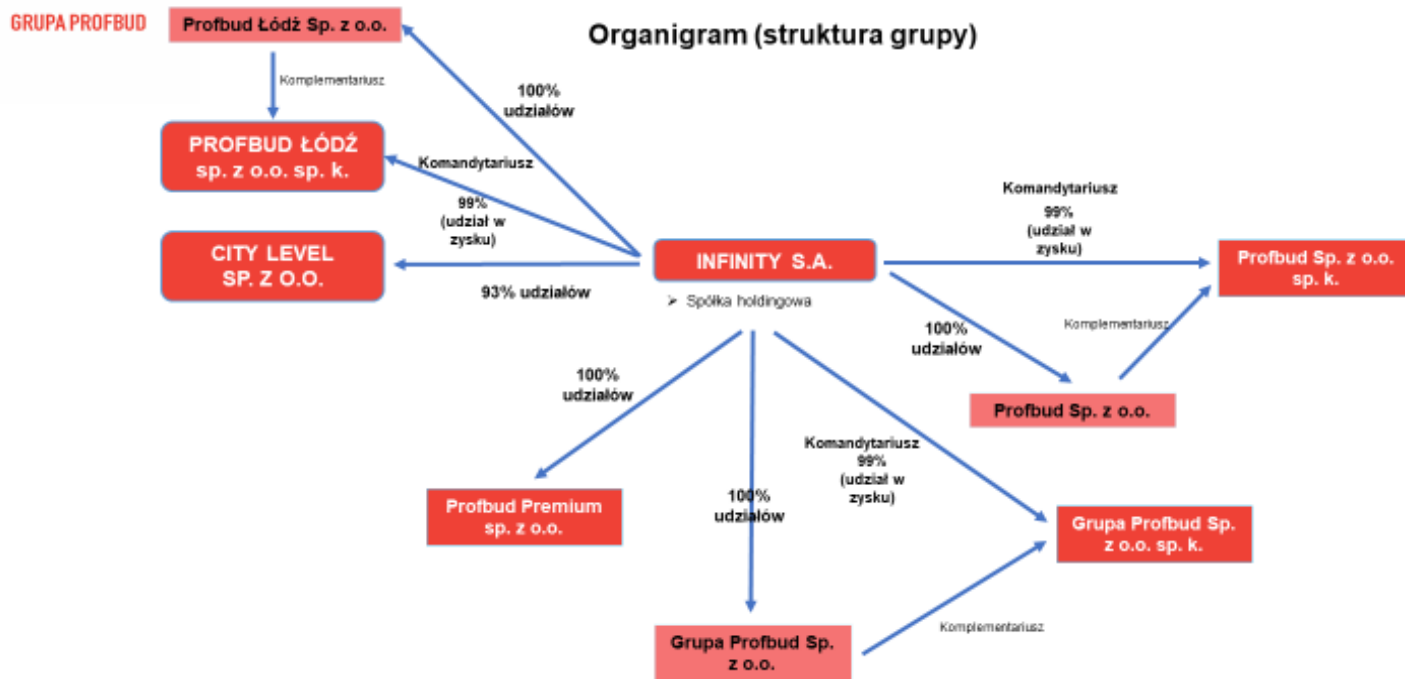 GRUPA PROFBUD
Profbud Łódź Sp. z o.o.
Organigram (struktura grupy)
Komplementariusz
100%
udziałów
PROFBUD ŁÓDŹ
sp. z o.o. sp. k.
Komandytariusz
99%
(udział w
zysku)
CITY LEVEL
SP. Z O.O.
93% udziałów
INFINITY S.A.
➢ Spółka holdingowa
Komandytariusz
99%
(udział w
zysku)
Profbud Sp. z o.o.
sp. k.
100%
udziałów
Komplementariusz
Profbud Sp. z o.o.
100%
udziałów
Profbud Premium
sp. z o.o.
100%
udziałów
Komandytariusz
99%
(udział w
zysku)
Grupa Profbud Sp.
z o.o. sp. k.
Komplementariusz
Grupa Profbud Sp.
z o.o.